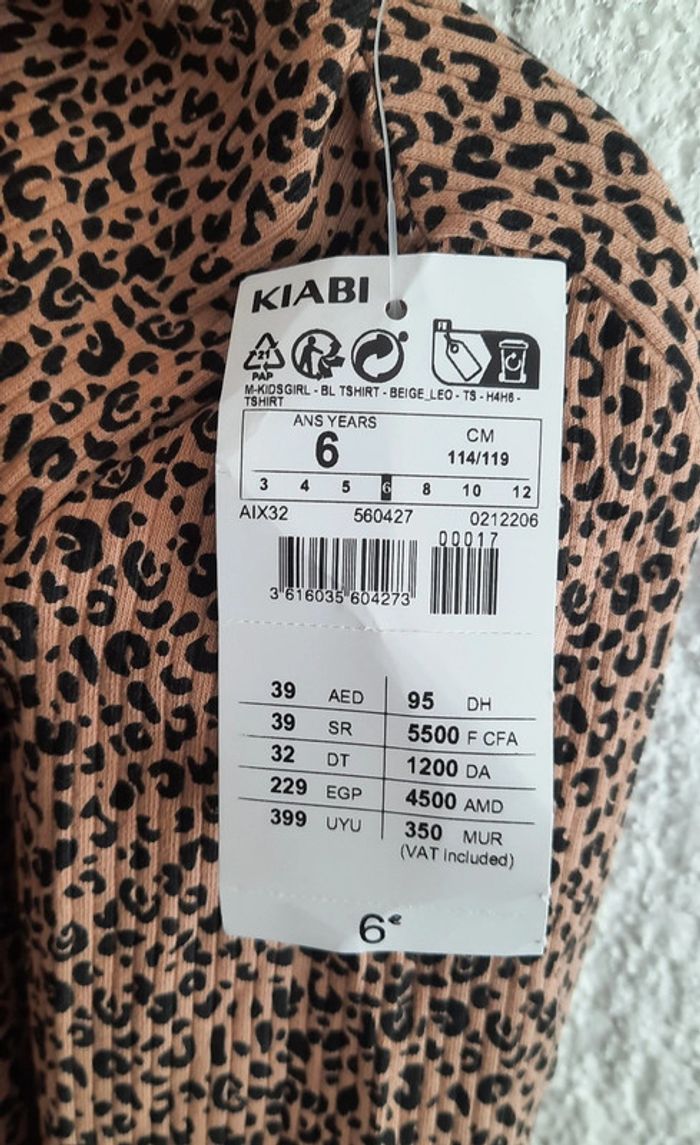 KIABI
21
PAP
M-KIDSGIRL - BL TSHIRT - BEIGE_LEO - TS - H4H6 -
TSHIRT
ANS YEARS
6
CM
114/119
3 4 5 6 8 10 12
AIX32 560427 0212206
00017
3 616035 604273
39 AED 95 DH
39 SR 5500 F CFA
32 DT 1200 DA
229 EGP 4500 AMD
399 UYU 350 MUR
(VAT included)
6€